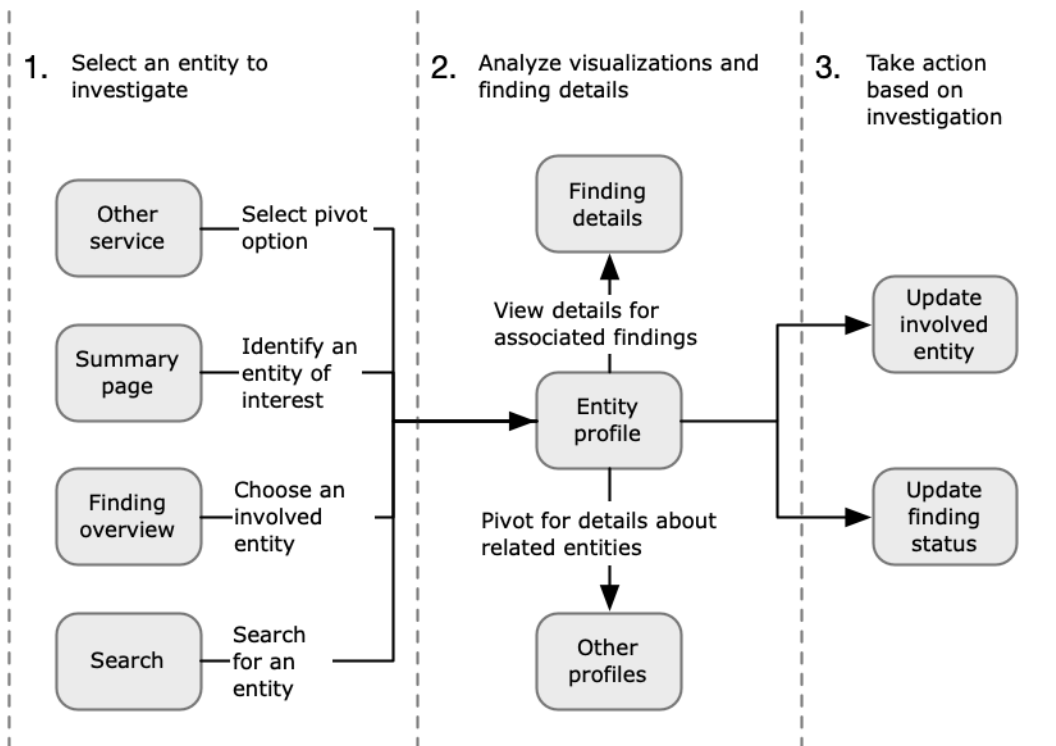 1. Select an entity to
investigate
2. Analyze visualizations and
finding details
3. Take action
based on
investigation
Other
service
Select pivot
option
Summary
page
Identify an
entity of
interest
Finding
overview
Choose an
involved
entity
Search
Search
for an
entity
Finding
details
View details for
associated findings
Entity
profile
Pivot for details about
related entities
Other
profiles
Update
involved
entity
Update
finding
status